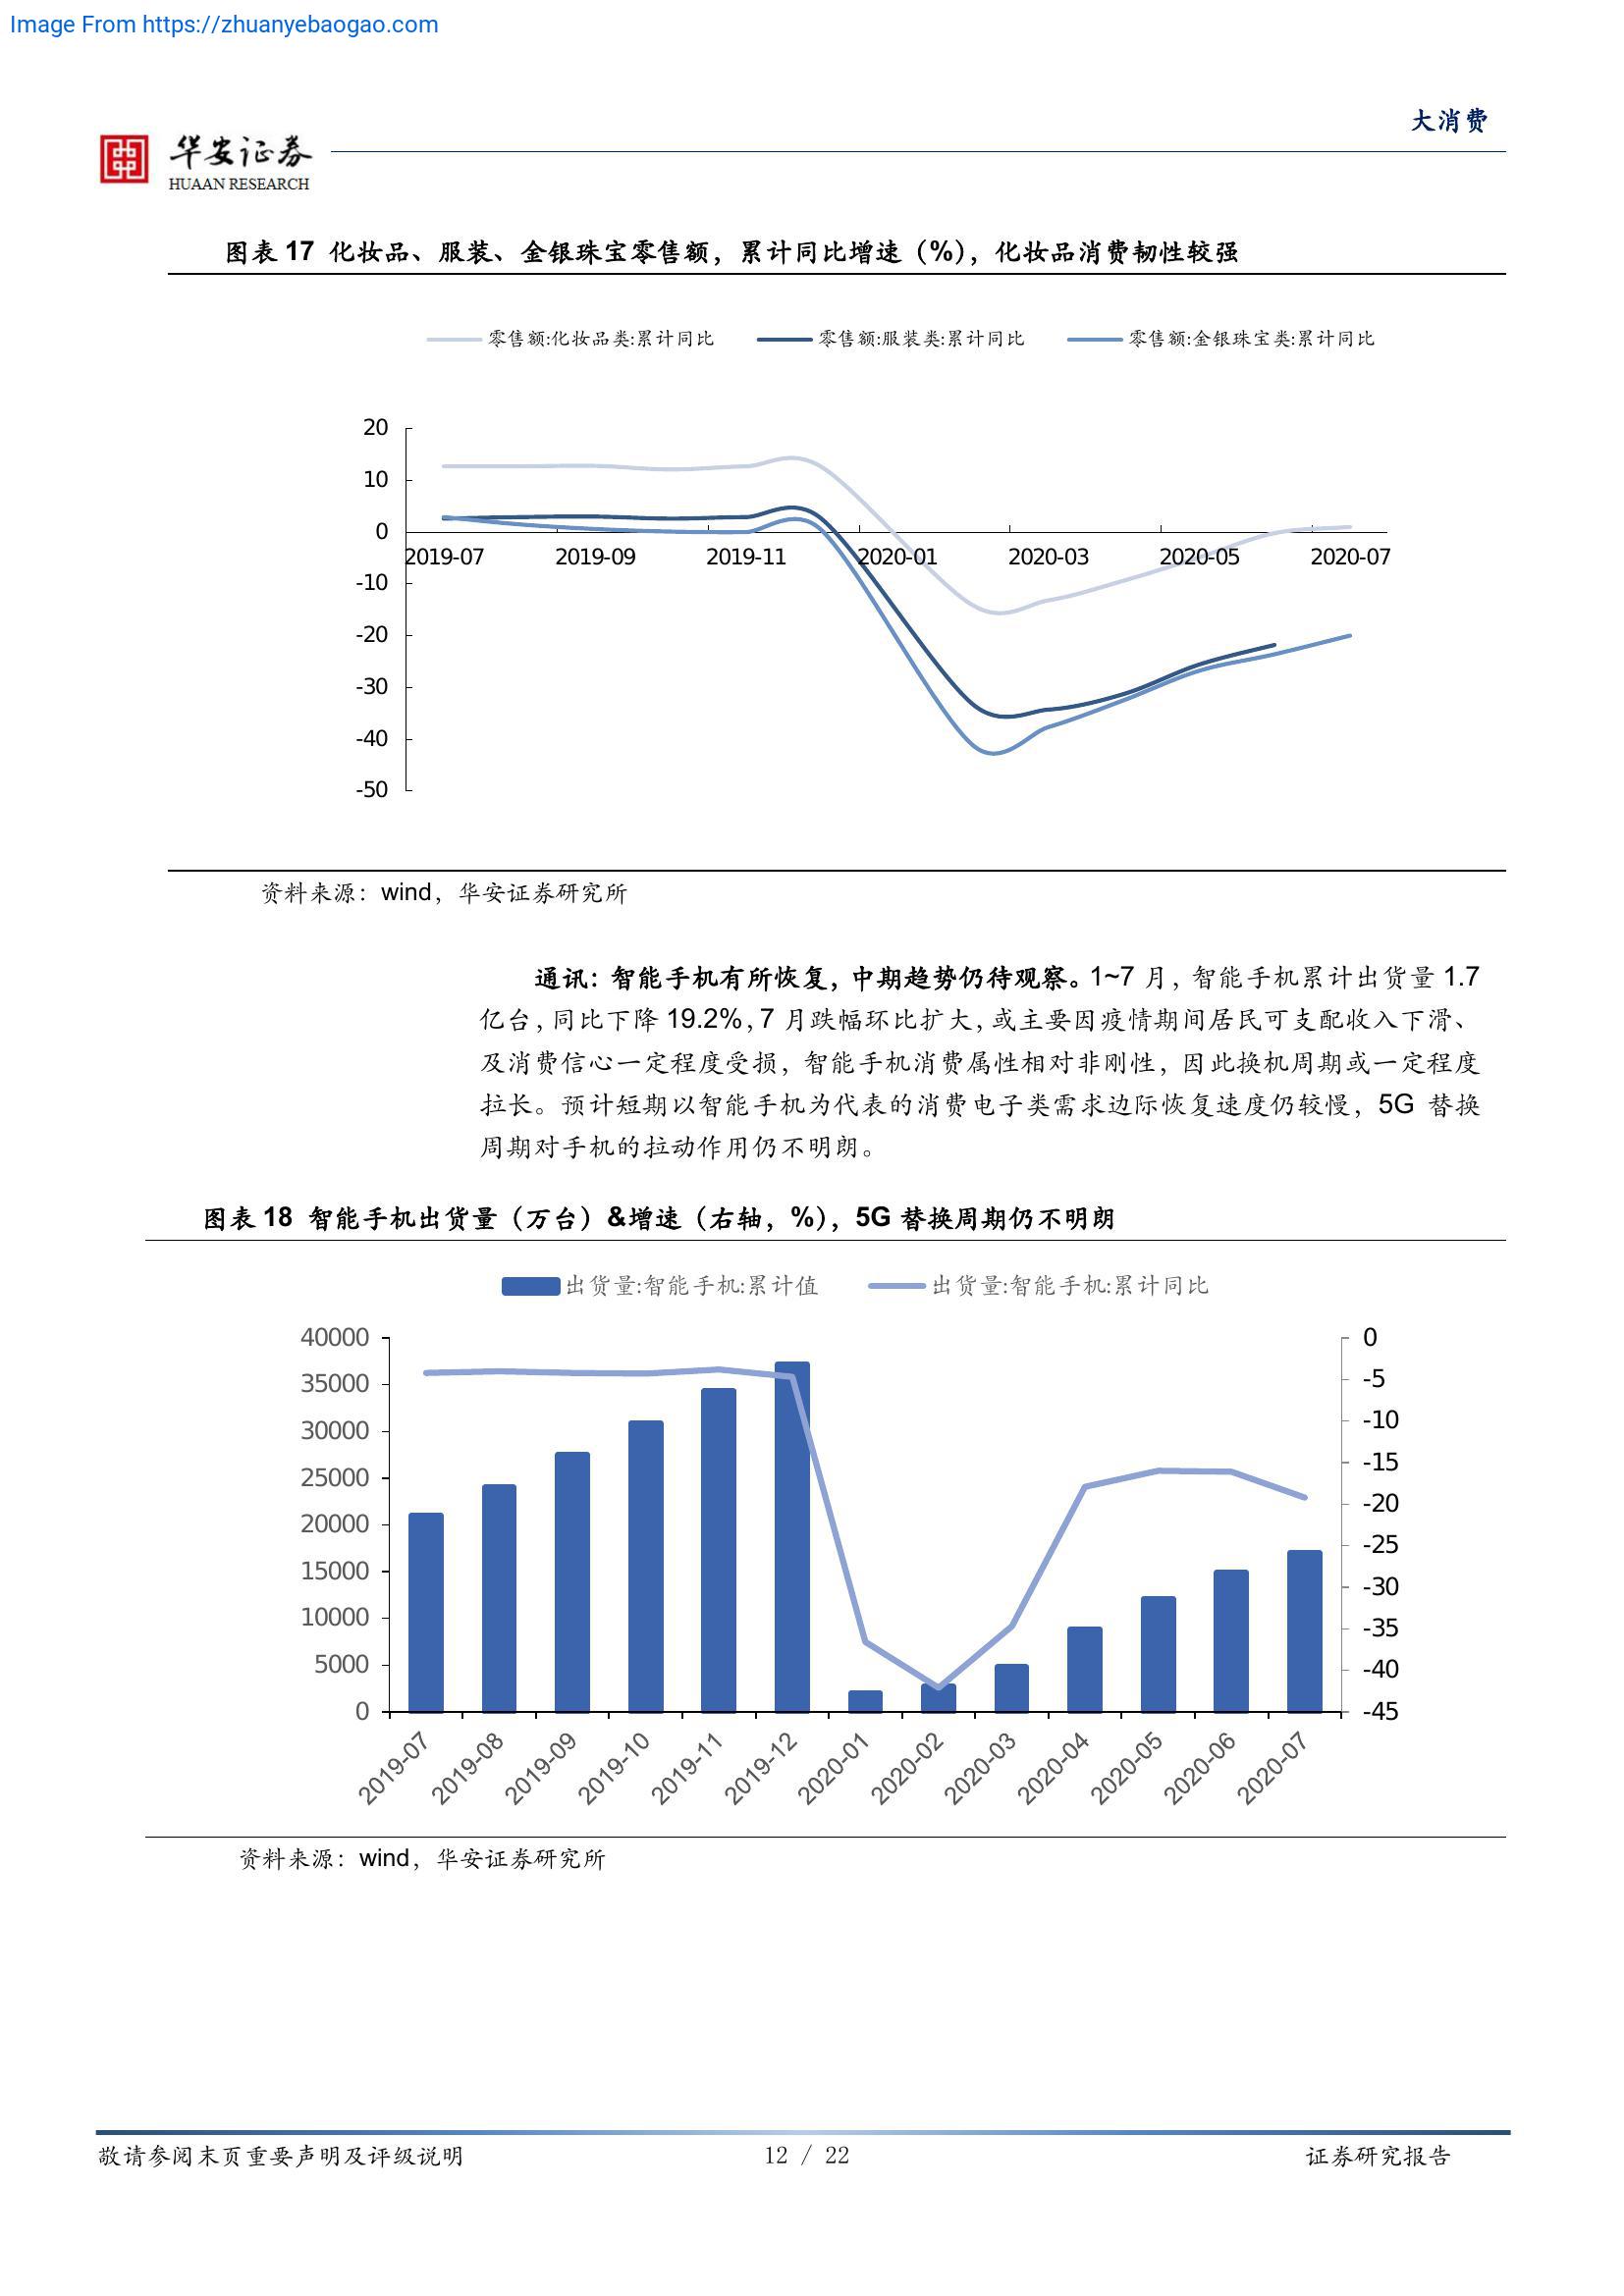 Image From https://zhuanyebaogao.com
大消费
华安证券
HUAAN RESEARCH
图表 17 化妆品、服装、金银珠宝零售额，累计同比增速（%），化妆品消费韧性较强
零售额:化妆品类:累计同比 零售额:服装类:累计同比 零售额:金银珠宝类:累计同比
20
10
0
2019-07 2019-09 2019-11 2020-01 2020-03 2020-05 2020-07
-10
-20
-30
-40
-50
资料来源：wind，华安证券研究所
通讯：智能手机有所恢复，中期趋势仍待观察。1~7 月，智能手机累计出货量 1.7
亿台，同比下降 19.2%，7 月跌幅环比扩大，或主要因疫情期间居民可支配收入下滑、
及消费信心一定程度受损，智能手机消费属性相对非刚性，因此换机周期或一定程度
拉长。预计短期以智能手机为代表的消费电子类需求边际恢复速度仍较慢，5G 替换
周期对手机的拉动作用仍不明朗。
图表 18 智能手机出货量（万台）&增速（右轴，%），5G 替换周期仍不明朗
出货量:智能手机:累计值 出货量:智能手机:累计同比
40000 0
35000 -5
30000 -10
25000 -15
20000 -20
15000 -25
10000 -30
5000 -35
0 -40
-45
2019-07 2019-08 2019-09 2019-10 2019-11 2019-12 2020-01 2020-02 2020-03 2020-04 2020-05 2020-06 2020-07
资料来源：wind，华安证券研究所
敬请参阅末页重要声明及评级说明 12 / 22 证券研究报告